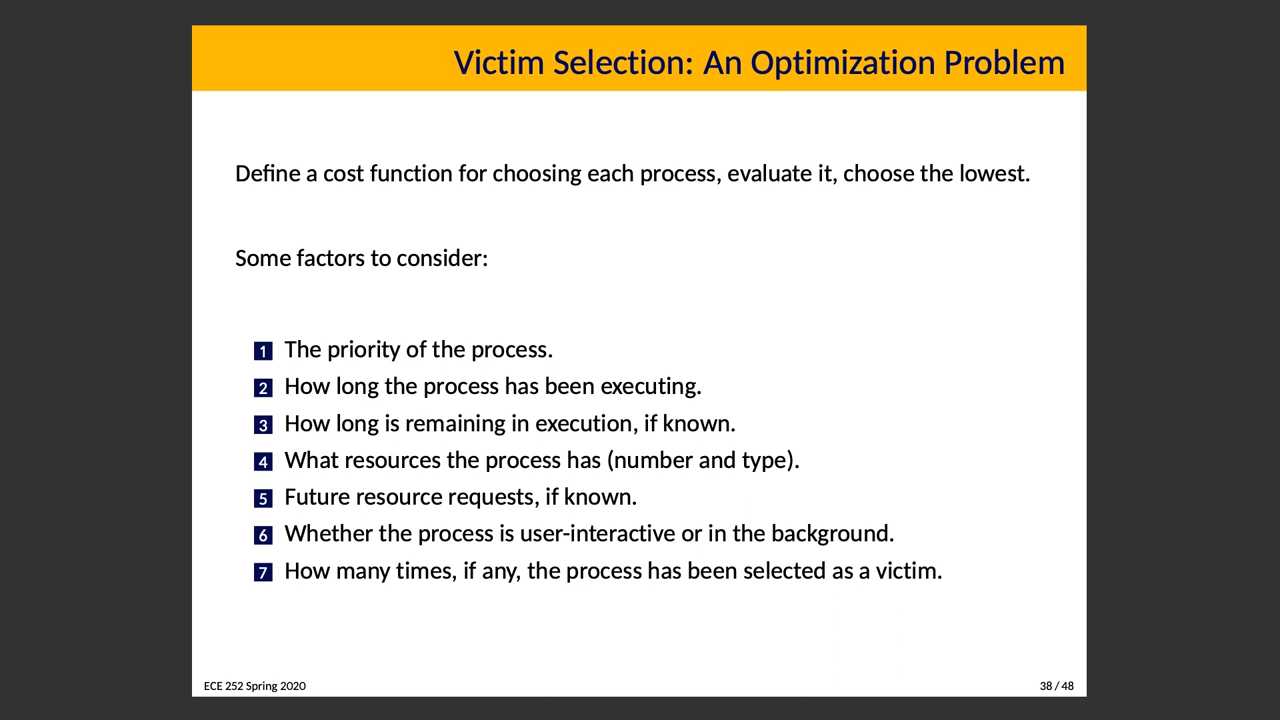 Victim Selection: An Optimization Problem
Define a cost function for choosing each process, evaluate it, choose the lowest.
Some factors to consider:
1 The priority of the process.
2 How long the process has been executing.
3 How long is remaining in execution, if known.
4 What resources the process has (number and type).
5 Future resource requests, if known.
6 Whether the process is user-interactive or in the background.
7 How many times, if any, the process has been selected as a victim.
ECE 252 Spring 2020
38 / 48